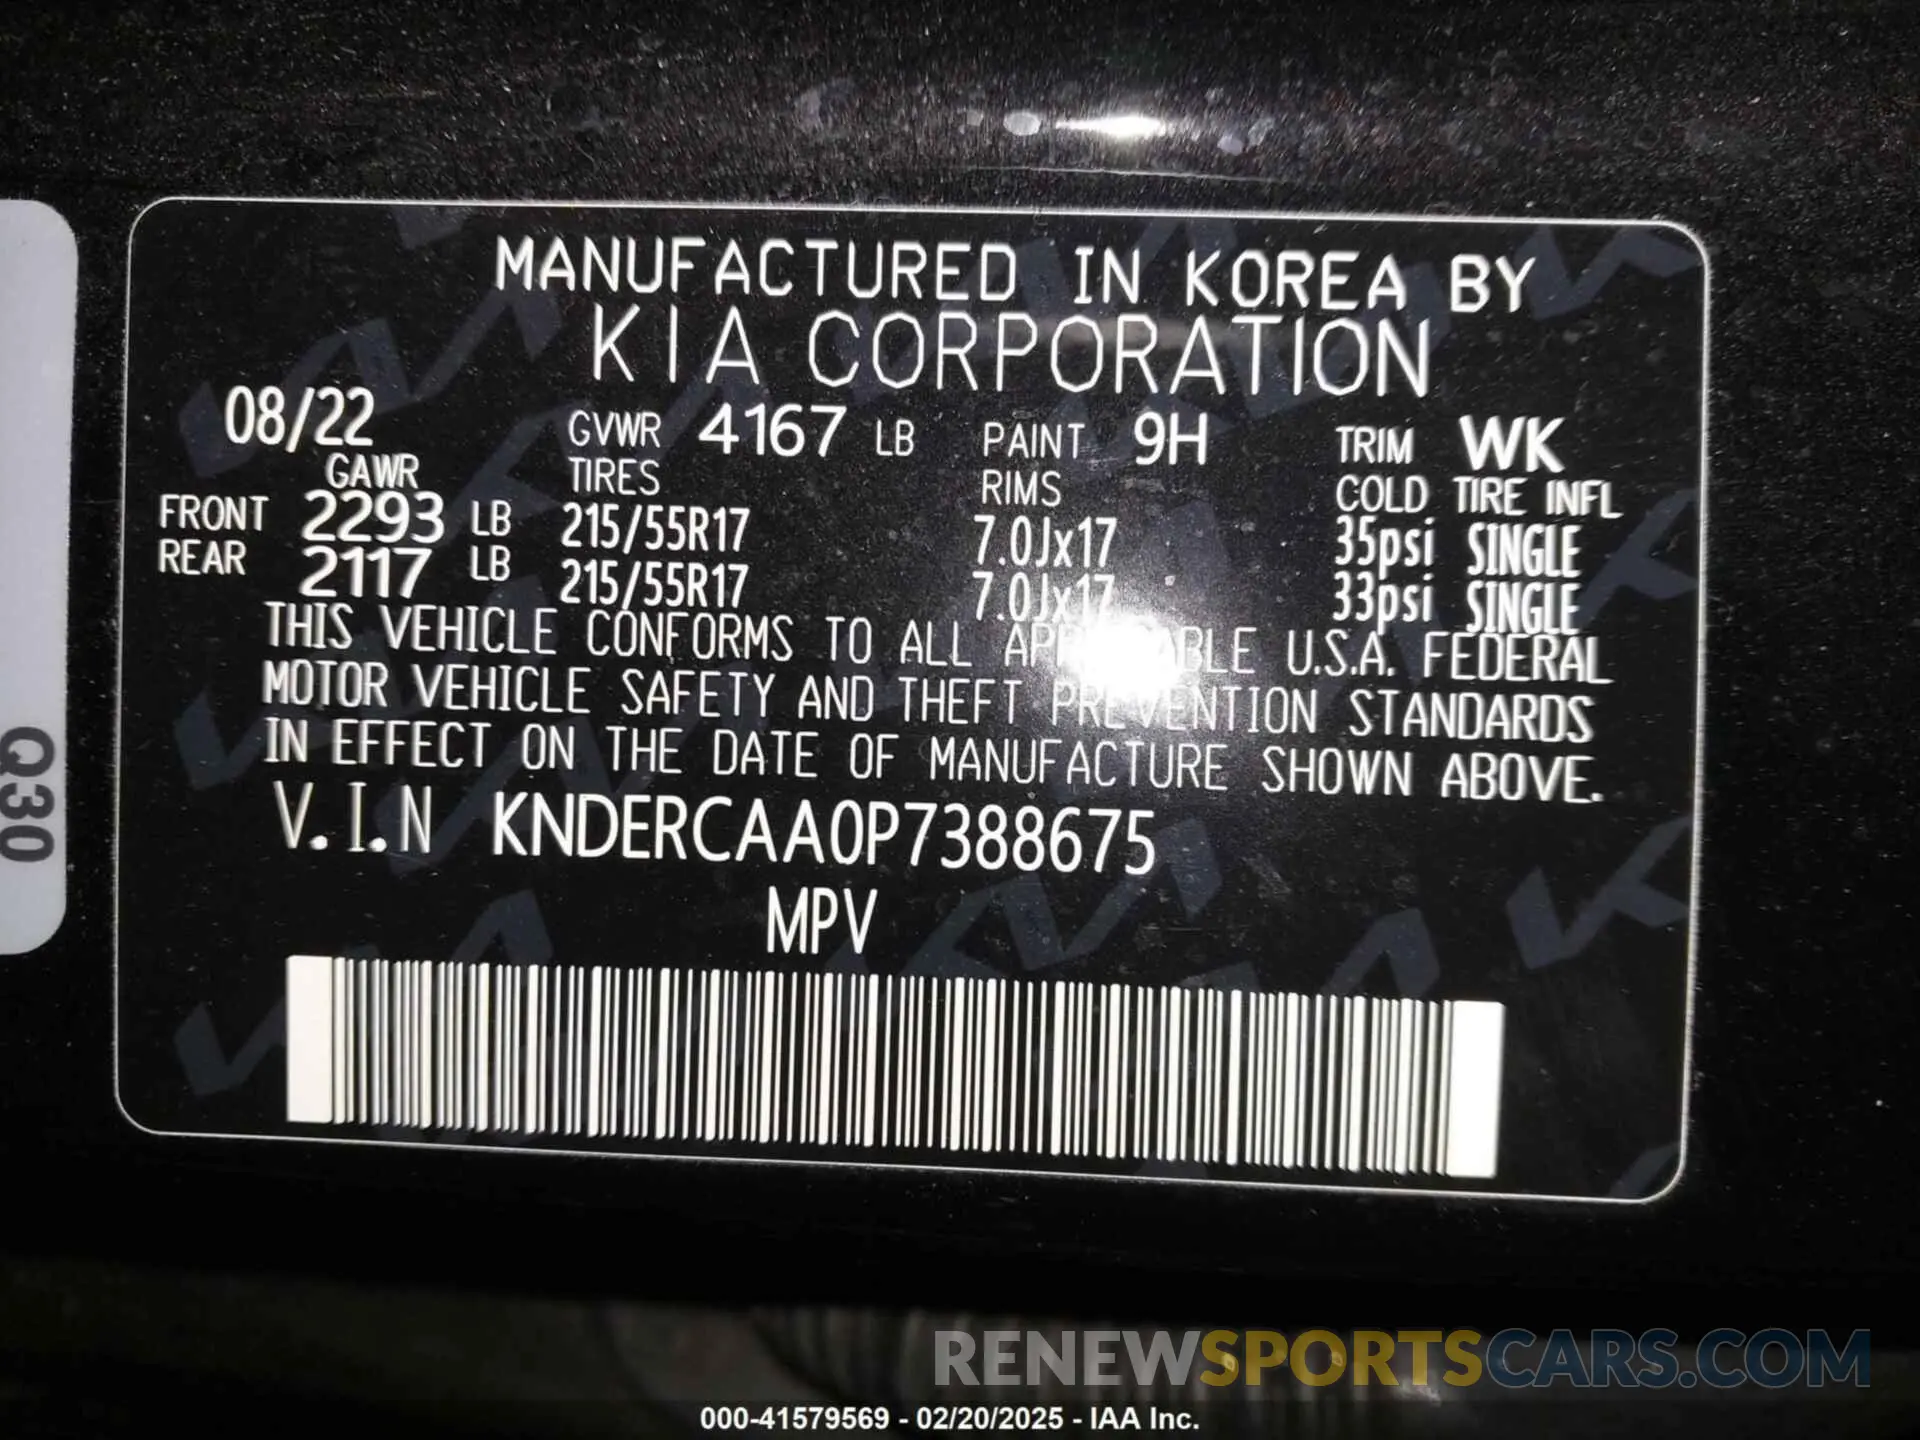 MANUFACTURED IN KOREA BY
KIA CORPORATION
08/22 GVWR 4167 LB PAINT 9H TRIM WK
GAWR TIRES RIMS COLD TIRE INFL
FRONT 2293 LB 215/55R17 7.0Jx17 35psi SINGLE
REAR 2117 LB 215/55R17 7.0Jx17 33psi SINGLE
THIS VEHICLE CONFORMS TO ALL APPLICABLE U.S.A. FEDERAL
MOTOR VEHICLE SAFETY AND THEFT PREVENTION STANDARDS
IN EFFECT ON THE DATE OF MANUFACTURE SHOWN ABOVE.
V.I.N KNDERCAA0P7388675
MPV
Q30
RENEWSPORTSCARS.COM
000-41579569 - 02/20/2025 - IAA Inc.